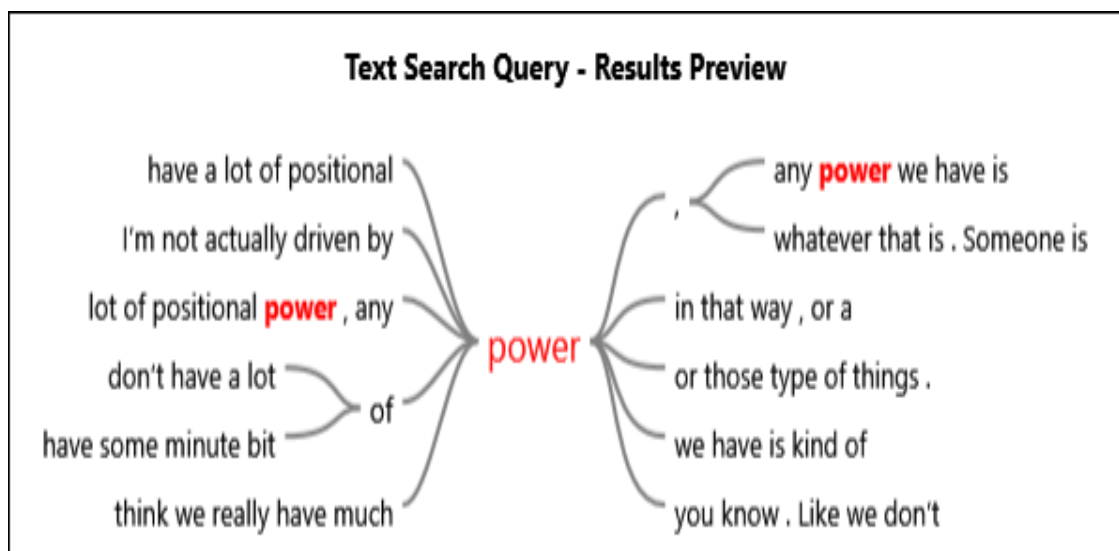 Text Search Query - Results Preview
have a lot of positional
I'm not actually driven by
lot of positional power , any
don't have a lot
of
have some minute bit
think we really have much
power
,
any power we have is
whatever that is . Someone is
in that way , or a
or those type of things .
we have is kind of
you know . Like we don't